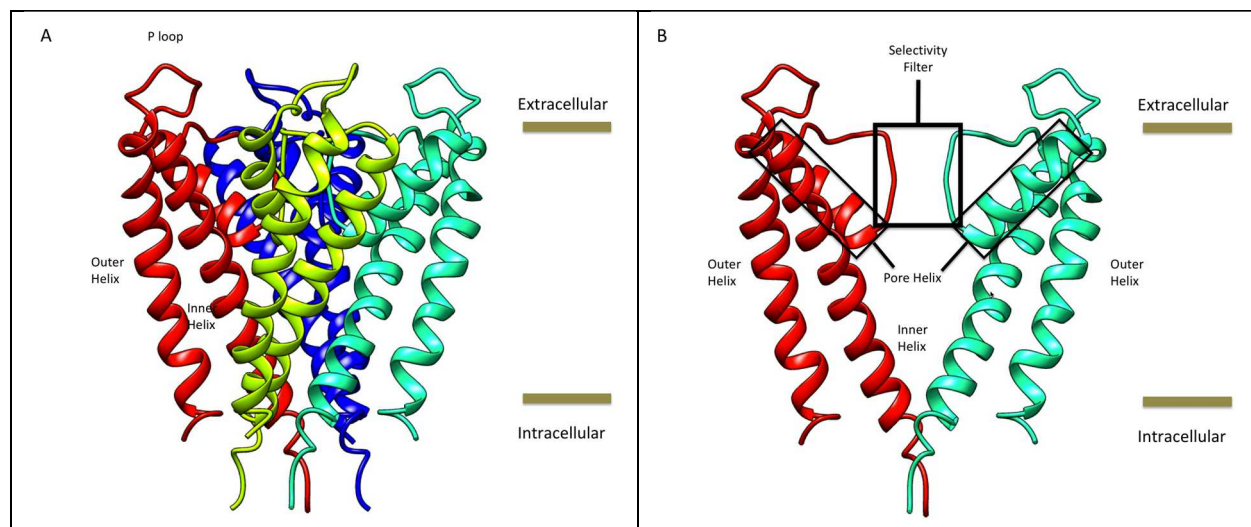 A
P loop
Extracellular
Outer
Helix
Inner
Helix
Intracellular
B
Selectivity
Filter
Extracellular
Outer
Helix
Pore Helix
Outer
Helix
Inner
Helix
Intracellular